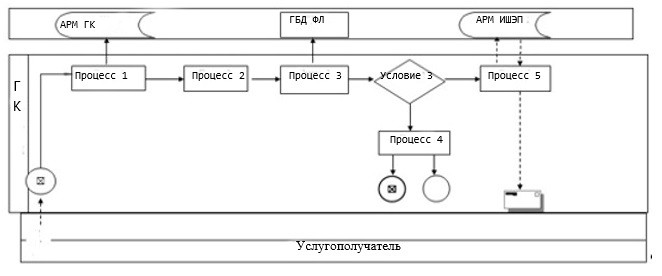 АРМ ГК
ГБД ФЛ
АРМ ИШЭП
Г
К
Процесс 1
Процесс 2
Процесс 3
Условие 3
Процесс 5
Процесс 4
Услугополучатель